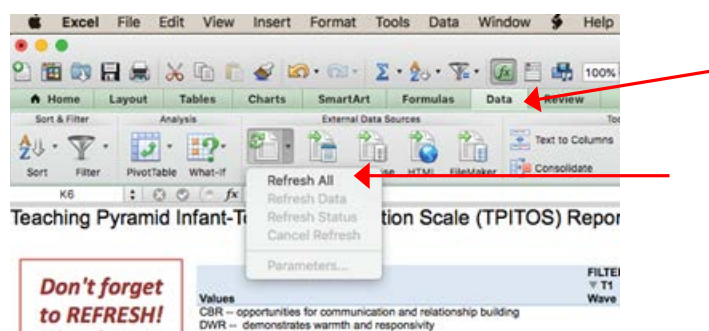 Excel File Edit View Insert Format Tools Data Window Help
fx 100%
Home Layout Tables Charts SmartArt Formulas Data Review
Sort & Filter Analysis External Data Sources
Text to Columns
Consolidate
Sort Filter PivotTable What-If HTML FileMaker
Refresh All
Refresh Data
Refresh Status
Cancel Refresh
Parameters...
K6 fx
Teaching Pyramid Infant-T tion Scale (TPITOS) Repor
Don't forget
to REFRESH!
FILTE
T1
Values Wave
CBR -- opportunities for communication and relationship building
DWR -- demonstrates warmth and responsivity